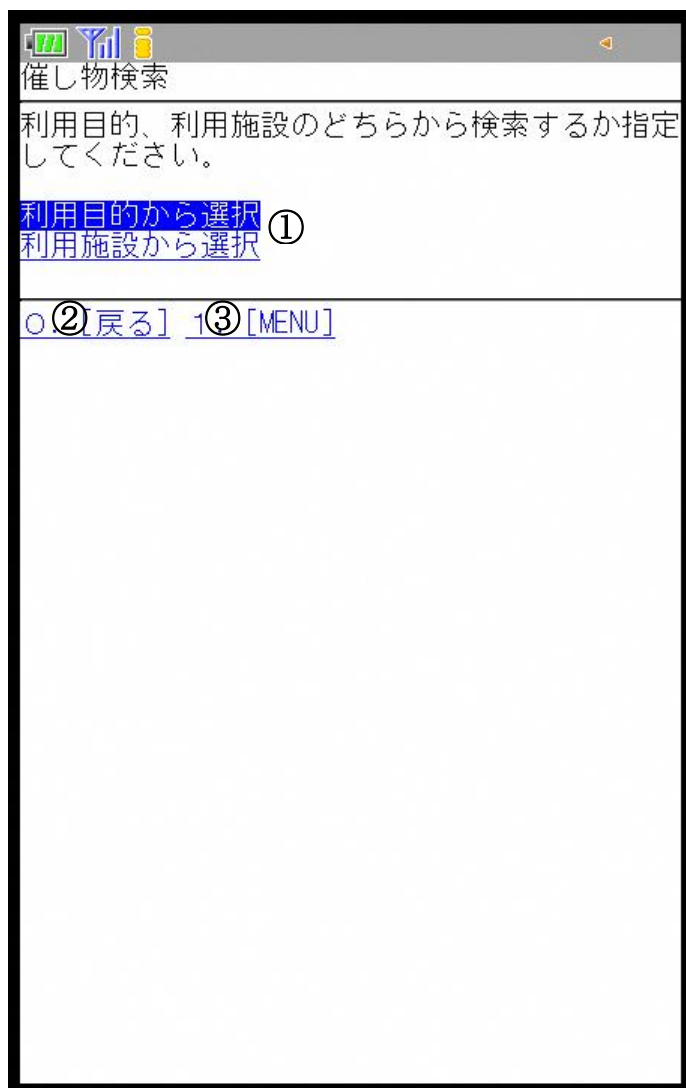 催し物検索
利用目的、利用施設のどちらから検索するか指定
してください。
利用目的から選択 ①
利用施設から選択
0.②[戻る] 1③[MENU]